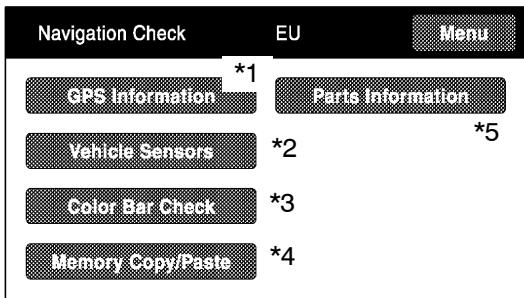 Navigation Check EU Menu
*1
GPS Information Parts Information
*5
Vehicle Sensors *2
Color Bar Check *3
Memory Copy/Paste *4